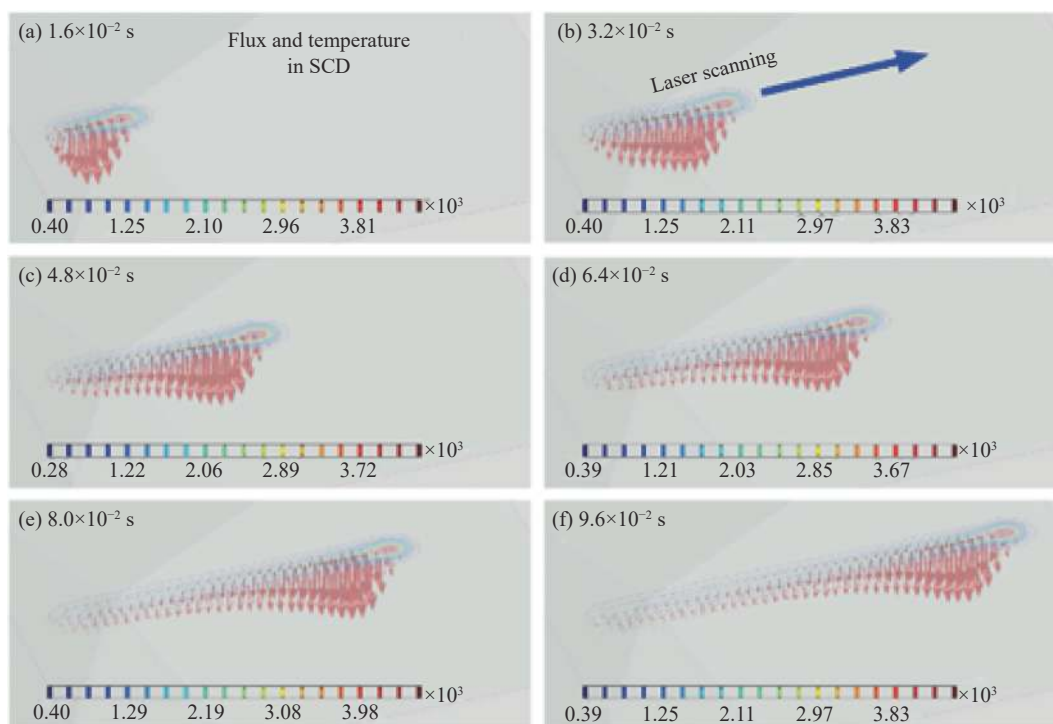 (a) 1.6×10⁻² s
Flux and temperature
in SCD
×10³
0.40 1.25 2.10 2.96 3.81
(b) 3.2×10⁻² s
Laser scanning
×10³
0.40 1.25 2.11 2.97 3.83
(c) 4.8×10⁻² s
×10³
0.28 1.22 2.06 2.89 3.72
(d) 6.4×10⁻² s
×10³
0.39 1.21 2.03 2.85 3.67
(e) 8.0×10⁻² s
×10³
0.40 1.29 2.19 3.08 3.98
(f) 9.6×10⁻² s
×10³
0.39 1.25 2.11 2.97 3.83